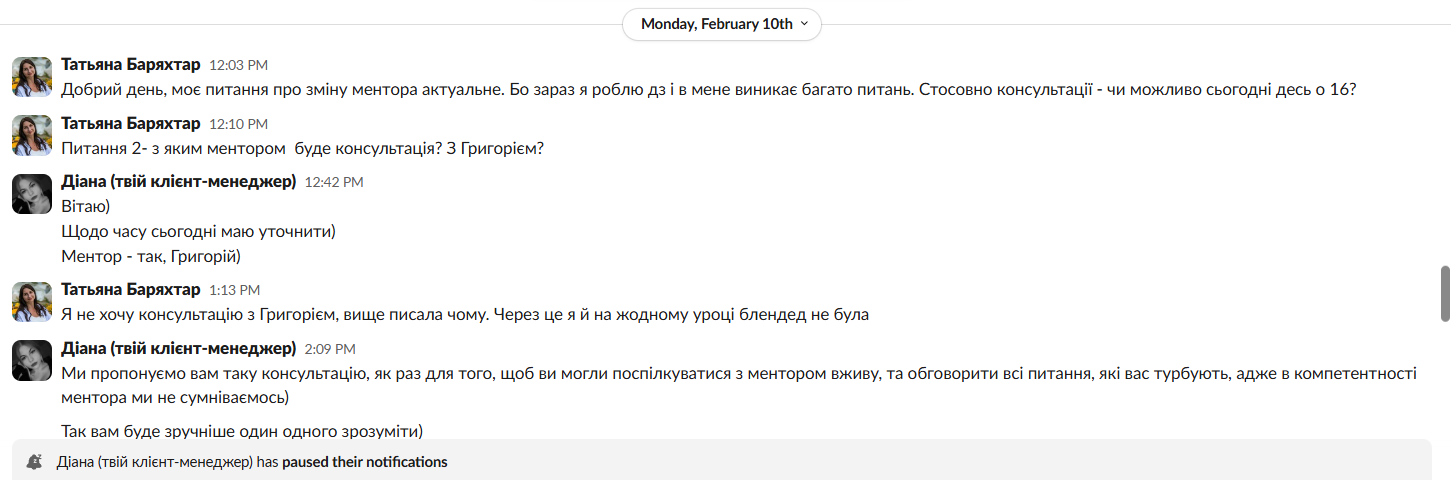 Monday, February 10th
Татьяна Баряхтар 12:03 PM
Добрий день, моє питання про зміну ментора актуальне. Бо зараз я роблю дз і в мене виникає багато питань. Стосовно консультації - чи можливо сьогодні десь о 16?
Татьяна Баряхтар 12:10 PM
Питання 2- з яким ментором  буде консультація? З Григорієм?
Діана (твій клієнт-менеджер) 12:42 PM
Вітаю)
Щодо часу сьогодні маю уточнити)
Ментор - так, Григорій)
Татьяна Баряхтар 1:13 PM
Я не хочу консультацію з Григорієм, вище писала чому. Через це я й на жодному уроці блендед не була
Діана (твій клієнт-менеджер) 2:09 PM
Ми пропонуємо вам таку консультацію, як раз для того, щоб ви могли поспілкуватися з ментором вживу, та обговорити всі питання, які вас турбують, адже в компетентності
ментора ми не сумніваємось)
Так вам буде зручніше один одного зрозуміти)
Діана (твій клієнт-менеджер) has paused their notifications